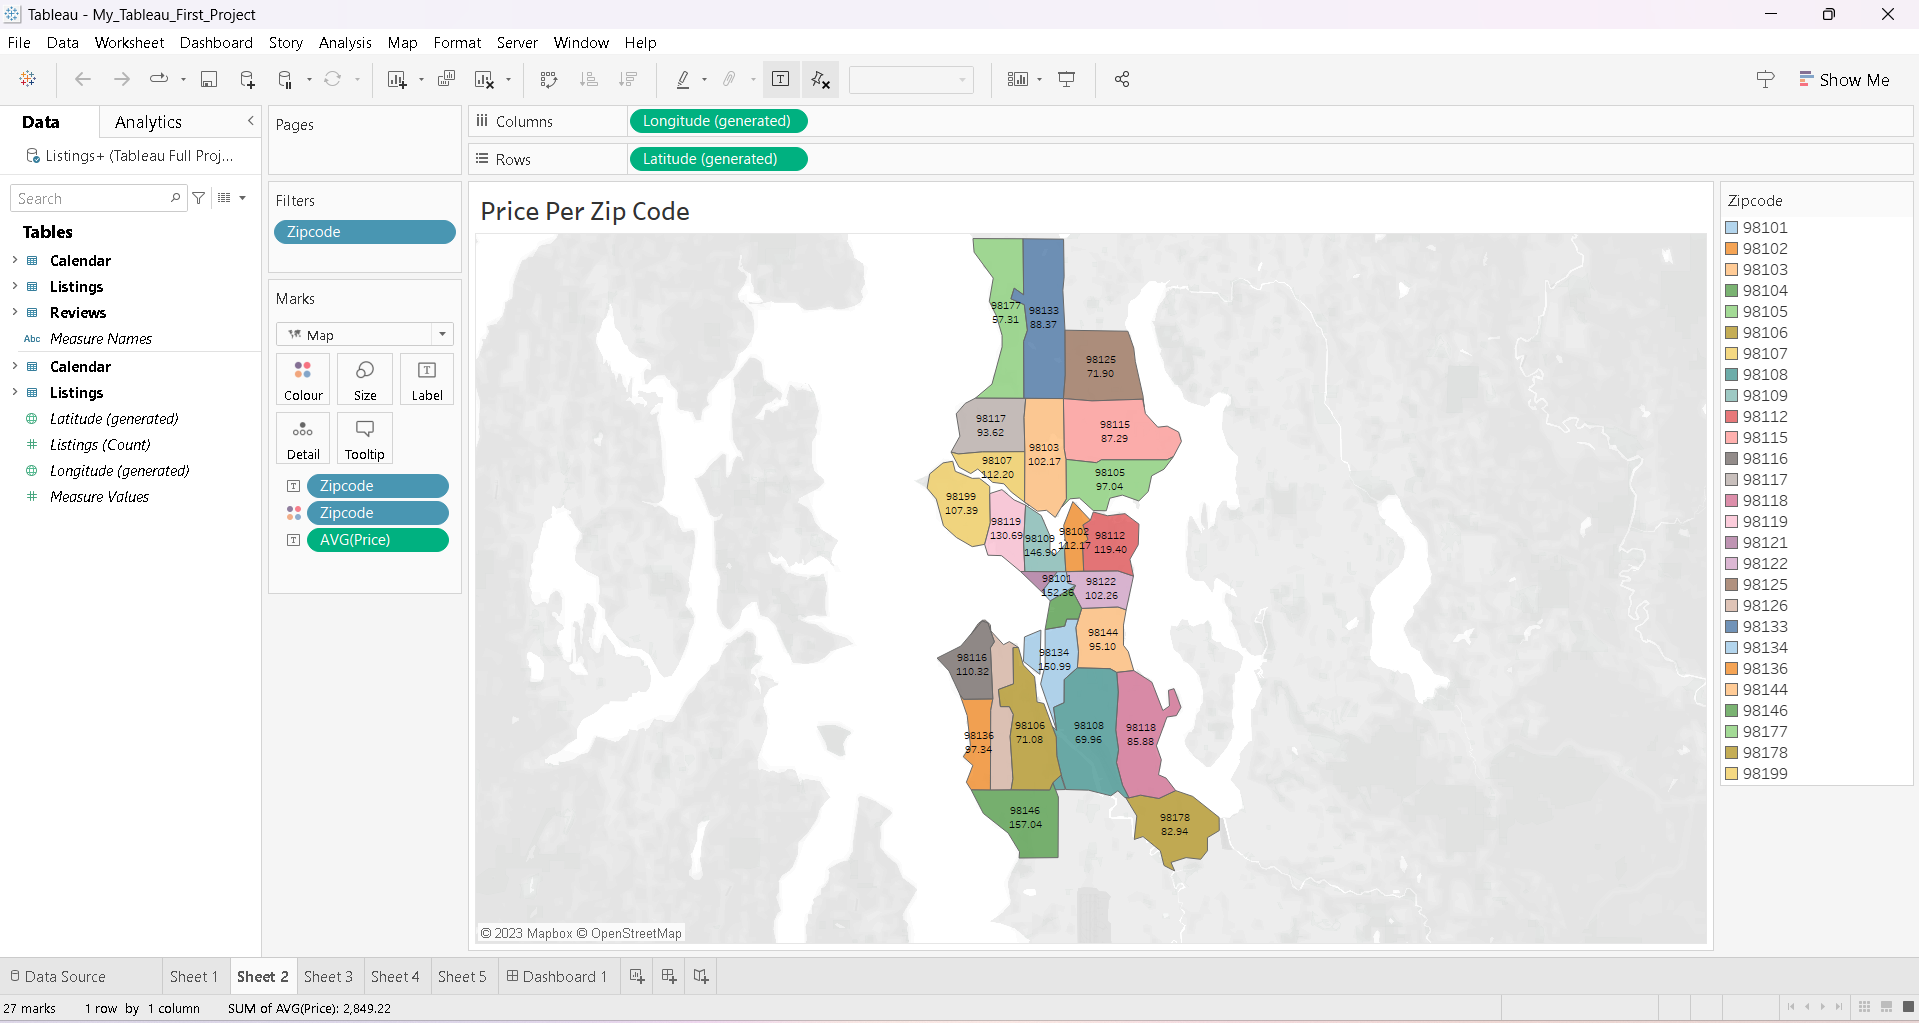 Tableau - My_Tableau_First_Project
File Data Worksheet Dashboard Story Analysis Map Format Server Window Help
Show Me
Data Analytics
Listings+ (Tableau Full Proj...
Search
Tables
Calendar
Listings
Reviews
Abc Measure Names
Calendar
Listings
Latitude (generated)
Listings (Count)
Longitude (generated)
Measure Values
Pages
Filters
Zipcode
Marks
Map
Colour Size Label
Detail Tooltip
Zipcode
Zipcode
AVG(Price)
Columns Longitude (generated)
Rows Latitude (generated)
Price Per Zip Code
98177
57.31
98133
88.37
98125
71.90
98117
93.62
98103
102.17
98115
87.29
98107
112.20
98105
97.04
98199
107.39
98119
130.69
98109
146.90
98102
112.17
98112
119.40
98101
152.36
98122
102.26
98144
95.10
98134
150.99
98116
110.32
98136
97.34
98106
71.08
98108
69.96
98118
85.88
98146
157.04
98178
82.94
© 2023 Mapbox © OpenStreetMap
Zipcode
98101
98102
98103
98104
98105
98106
98107
98108
98109
98112
98115
98116
98117
98118
98119
98121
98122
98125
98126
98133
98134
98136
98144
98146
98177
98178
98199
Data Source Sheet 1 Sheet 2 Sheet 3 Sheet 4 Sheet 5 Dashboard 1
27 marks 1 row by 1 column SUM of AVG(Price): 2,849.22